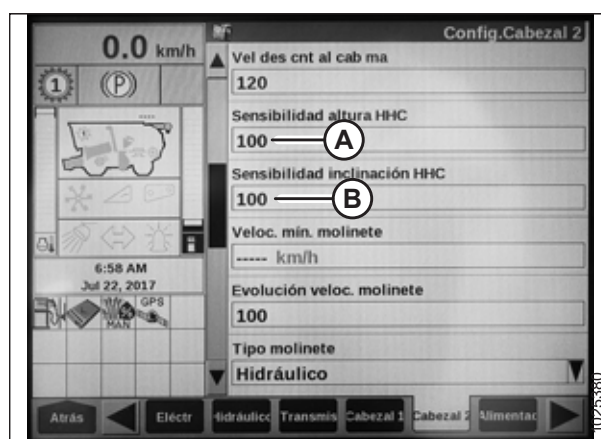 0.0 km/h
Config.Cabezal 2
1
(P)
Vel des cnt al cab ma
120
Sensibilidad altura HHC
100
A
Sensibilidad inclinación HHC
100
B
Veloc. mín. molinete
----- km/h
Evolución veloc. molinete
100
Tipo molinete
Hidráulico
6:58 AM
Jul 22, 2017
GPS
MAN
Atrás
Eléctr
Hidráulico
Transmis
Cabezal 1
Cabezal 2
Alimentac
1025380